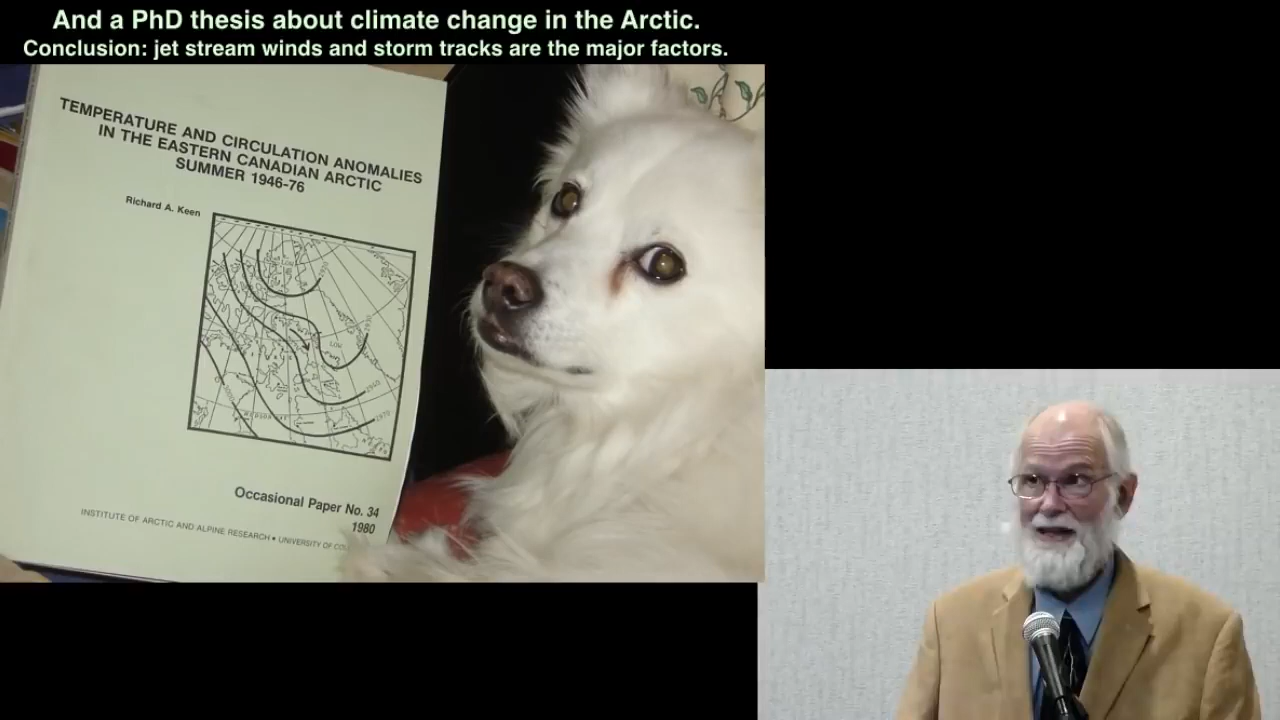 And a PhD thesis about climate change in the Arctic.
Conclusion: jet stream winds and storm tracks are the major factors.
TEMPERATURE AND CIRCULATION ANOMALIES
IN THE EASTERN CANADIAN ARCTIC
SUMMER 1946-76
Richard A. Keen
LOW
Occasional Paper No. 34
1980
INSTITUTE OF ARCTIC AND ALPINE RESEARCH • UNIVERSITY OF